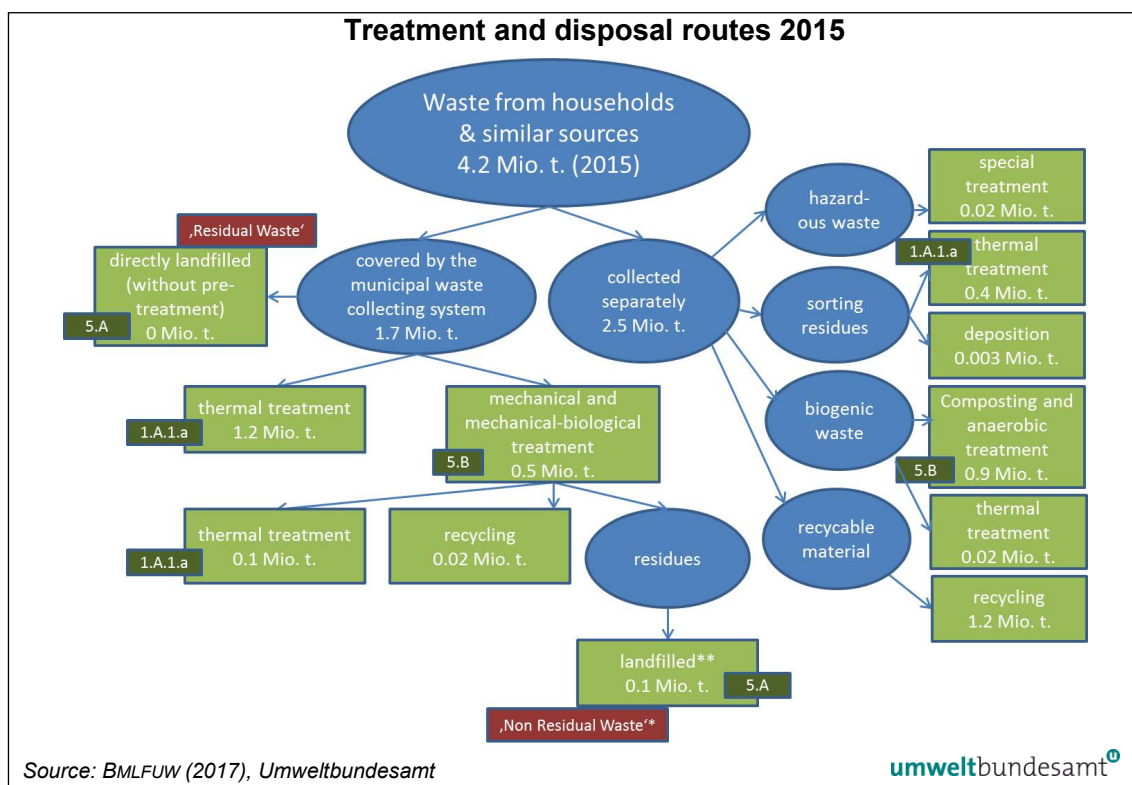 Treatment and disposal routes 2015
Waste from households
& similar sources
4.2 Mio. t. (2015)
‚Residual Waste‘
directly landfilled
(without pre-
treatment)
0 Mio. t.
5.A
covered by the
municipal waste
collecting system
1.7 Mio. t.
collected
separately
2.5 Mio. t.
hazard-
ous waste
special
treatment
0.02 Mio. t.
1.A.1.a
thermal
treatment
0.4 Mio. t.
sorting
residues
deposition
0.003 Mio. t.
thermal treatment
1.2 Mio. t.
1.A.1.a
mechanical and
mechanical-biological
treatment
0.5 Mio. t.
5.B
biogenic
waste
Composting and
anaerobic
treatment
0.9 Mio. t.
5.B
thermal treatment
0.1 Mio. t.
1.A.1.a
recycling
0.02 Mio. t.
residues
recycable
material
thermal
treatment
0.02 Mio. t.
recycling
1.2 Mio. t.
landfilled**
0.1 Mio. t.
5.A
‚Non Residual Waste‘*
Source: BMLFUW (2017), Umweltbundesamt
umweltbundesamt u